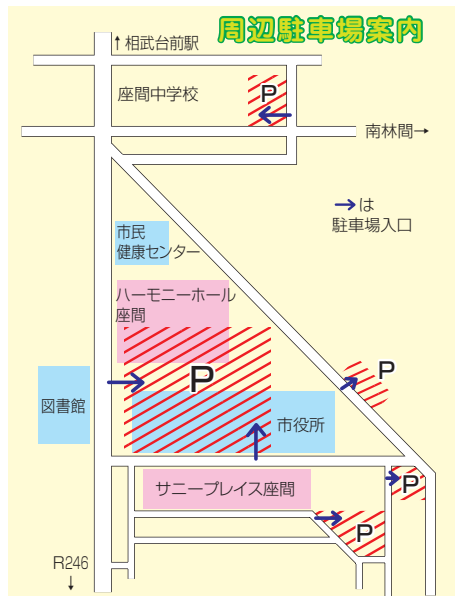 周辺駐車場案内
↑相武台前駅
座間中学校
P
南林間→
→は
駐車場入口
市民
健康センター
ハーモニーホール
座間
P
P
図書館
市役所
サニープレイス座間
P
P
R246
↓